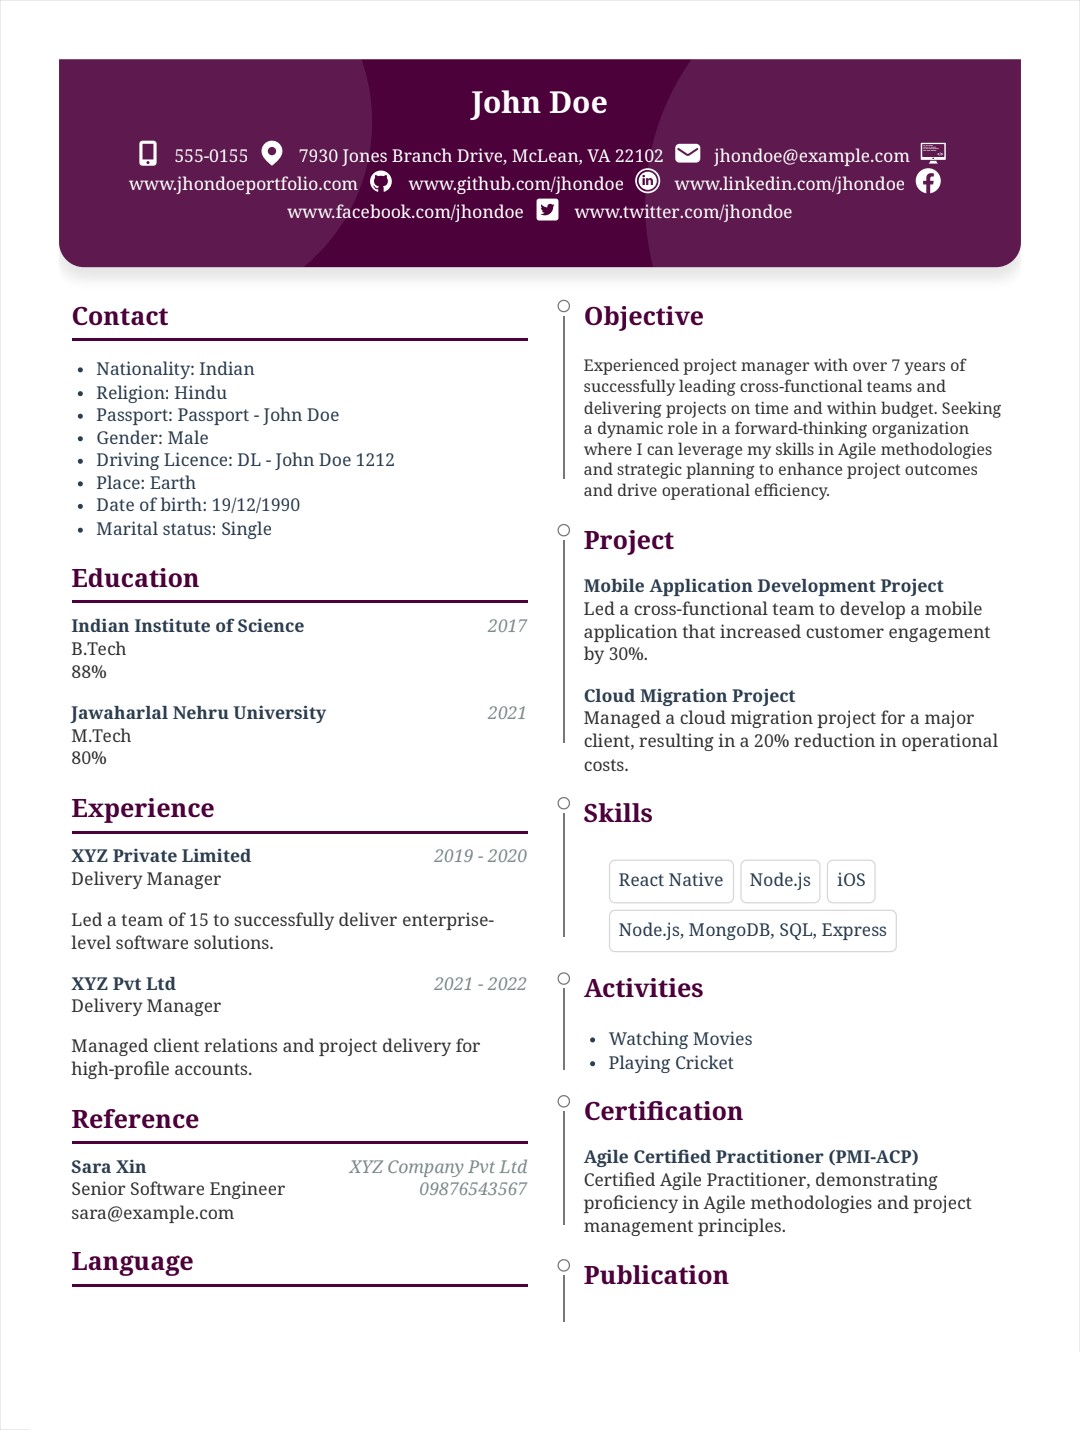 John Doe
555-0155 7930 Jones Branch Drive, McLean, VA 22102 jhondoe@example.com
www.jhondoeportfolio.com www.github.com/jhondoe www.linkedin.com/jhondoe
www.facebook.com/jhondoe www.twitter.com/jhondoe
Contact
• Nationality: Indian
• Religion: Hindu
• Passport: Passport - John Doe
• Gender: Male
• Driving Licence: DL - John Doe 1212
• Place: Earth
• Date of birth: 19/12/1990
• Marital status: Single
Education
Indian Institute of Science 2017
B.Tech
88%
Jawaharlal Nehru University 2021
M.Tech
80%
Experience
XYZ Private Limited 2019 - 2020
Delivery Manager
Led a team of 15 to successfully deliver enterprise-
level software solutions.
XYZ Pvt Ltd 2021 - 2022
Delivery Manager
Managed client relations and project delivery for
high-profile accounts.
Reference
Sara Xin XYZ Company Pvt Ltd
Senior Software Engineer 09876543567
sara@example.com
Language
Objective
Experienced project manager with over 7 years of
successfully leading cross-functional teams and
delivering projects on time and within budget. Seeking
a dynamic role in a forward-thinking organization
where I can leverage my skills in Agile methodologies
and strategic planning to enhance project outcomes
and drive operational efficiency.
Project
Mobile Application Development Project
Led a cross-functional team to develop a mobile
application that increased customer engagement
by 30%.
Cloud Migration Project
Managed a cloud migration project for a major
client, resulting in a 20% reduction in operational
costs.
Skills
React Native Node.js iOS
Node.js, MongoDB, SQL, Express
Activities
• Watching Movies
• Playing Cricket
Certification
Agile Certified Practitioner (PMI-ACP)
Certified Agile Practitioner, demonstrating
proficiency in Agile methodologies and project
management principles.
Publication